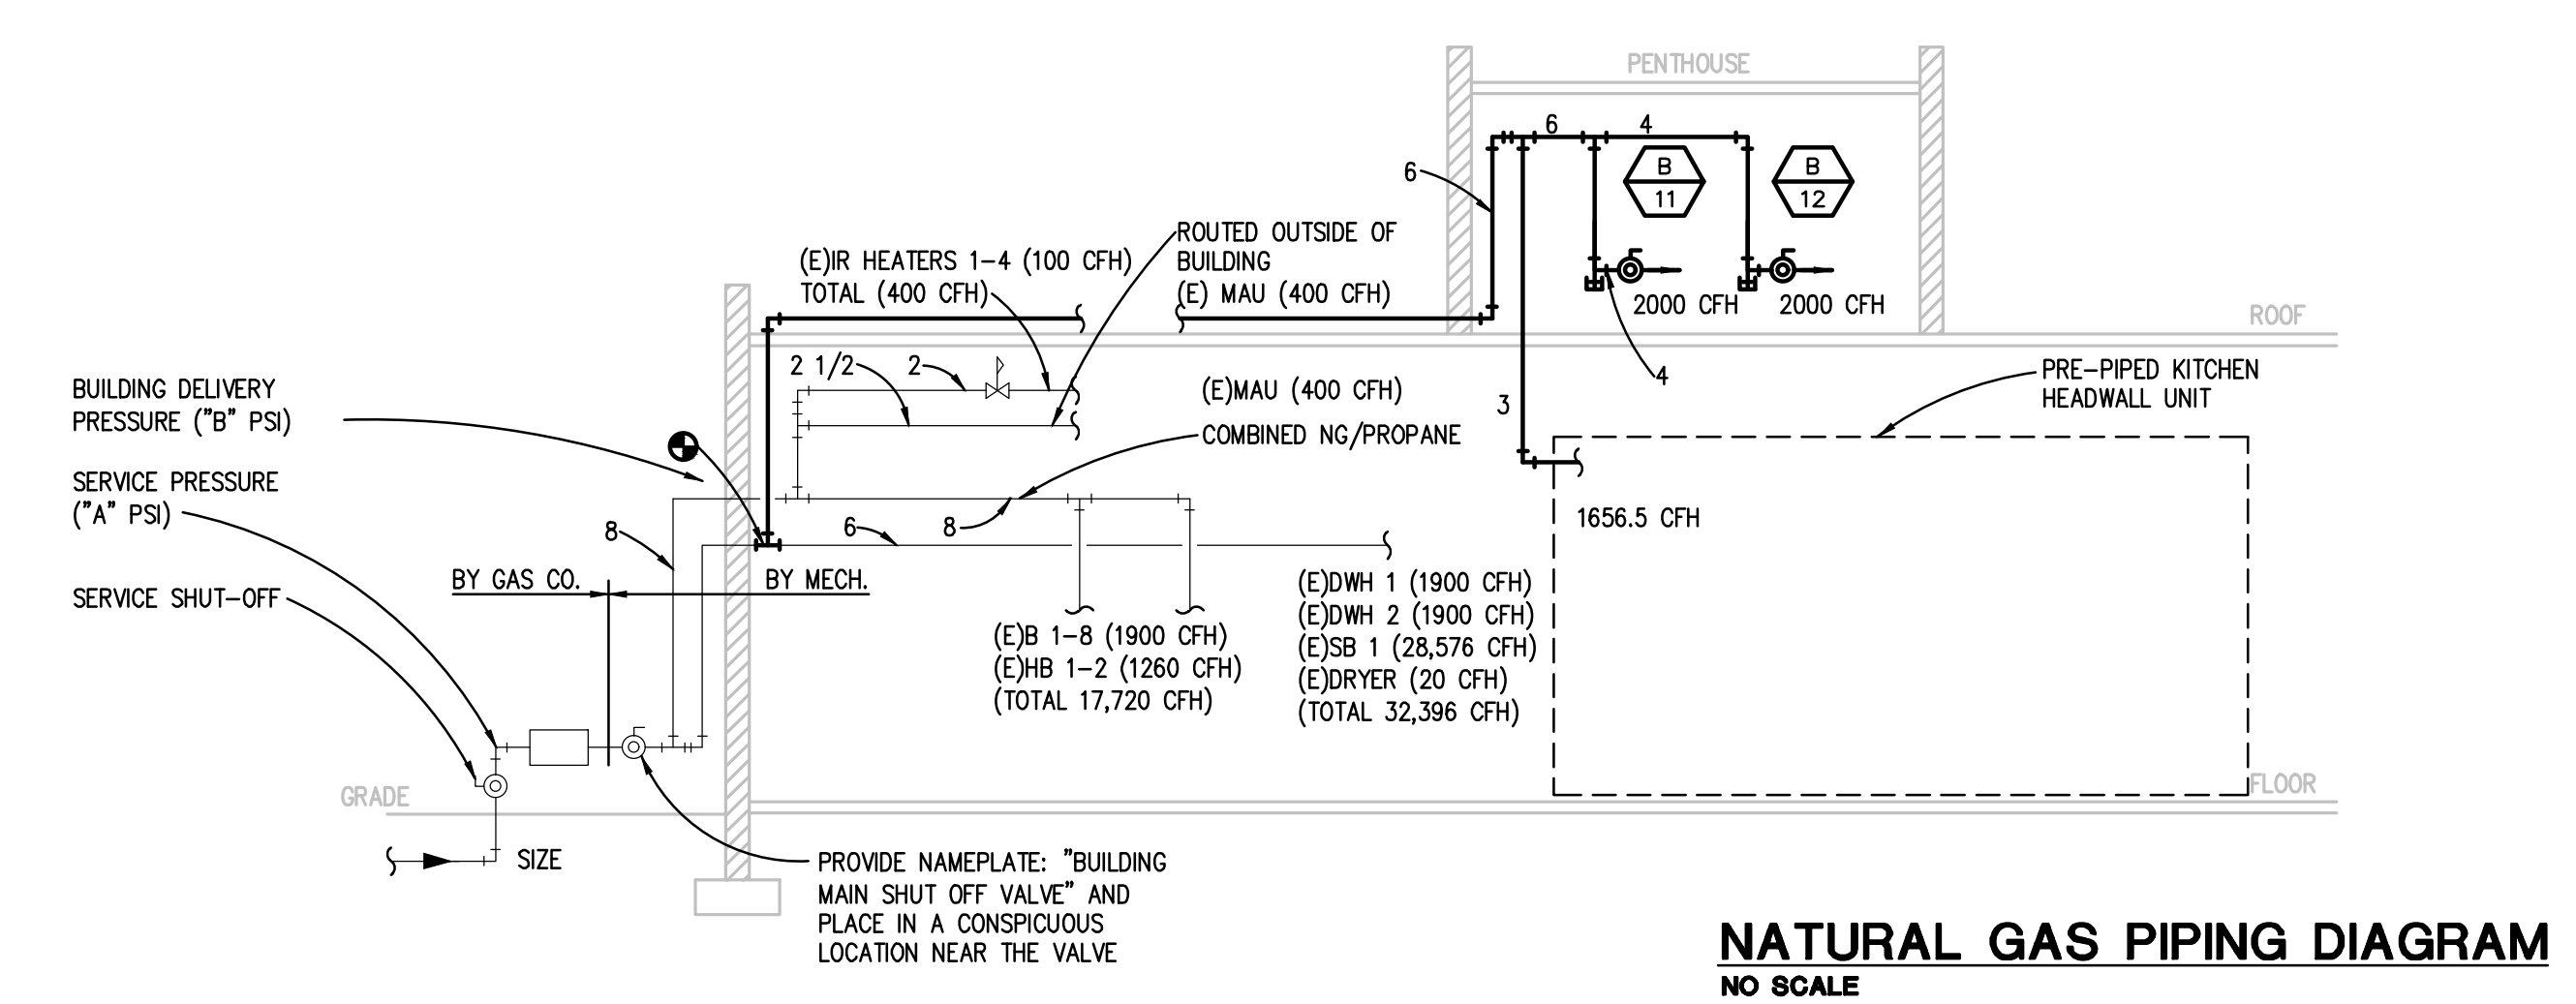 PENTHOUSE
6
4
6
B
11
B
12
2000 CFH
2000 CFH
4
3
ROOF
ROUTED OUTSIDE OF
BUILDING
(E) MAU (400 CFH)
(E)IR HEATERS 1-4 (100 CFH)
TOTAL (400 CFH)
2 1/2
2
(E)MAU (400 CFH)
COMBINED NG/PROPANE
PRE-PIPED KITCHEN
HEADWALL UNIT
1656.5 CFH
BUILDING DELIVERY
PRESSURE ("B" PSI)
SERVICE PRESSURE
("A" PSI)
SERVICE SHUT-OFF
8
6
8
BY GAS CO.
BY MECH.
(E)B 1-8 (1900 CFH)
(E)HB 1-2 (1260 CFH)
(TOTAL 17,720 CFH)
(E)DWH 1 (1900 CFH)
(E)DWH 2 (1900 CFH)
(E)SB 1 (28,576 CFH)
(E)DRYER (20 CFH)
(TOTAL 32,396 CFH)
GRADE
FLOOR
SIZE
PROVIDE NAMEPLATE: "BUILDING
MAIN SHUT OFF VALVE" AND
PLACE IN A CONSPICUOUS
LOCATION NEAR THE VALVE
NATURAL GAS PIPING DIAGRAM
NO SCALE